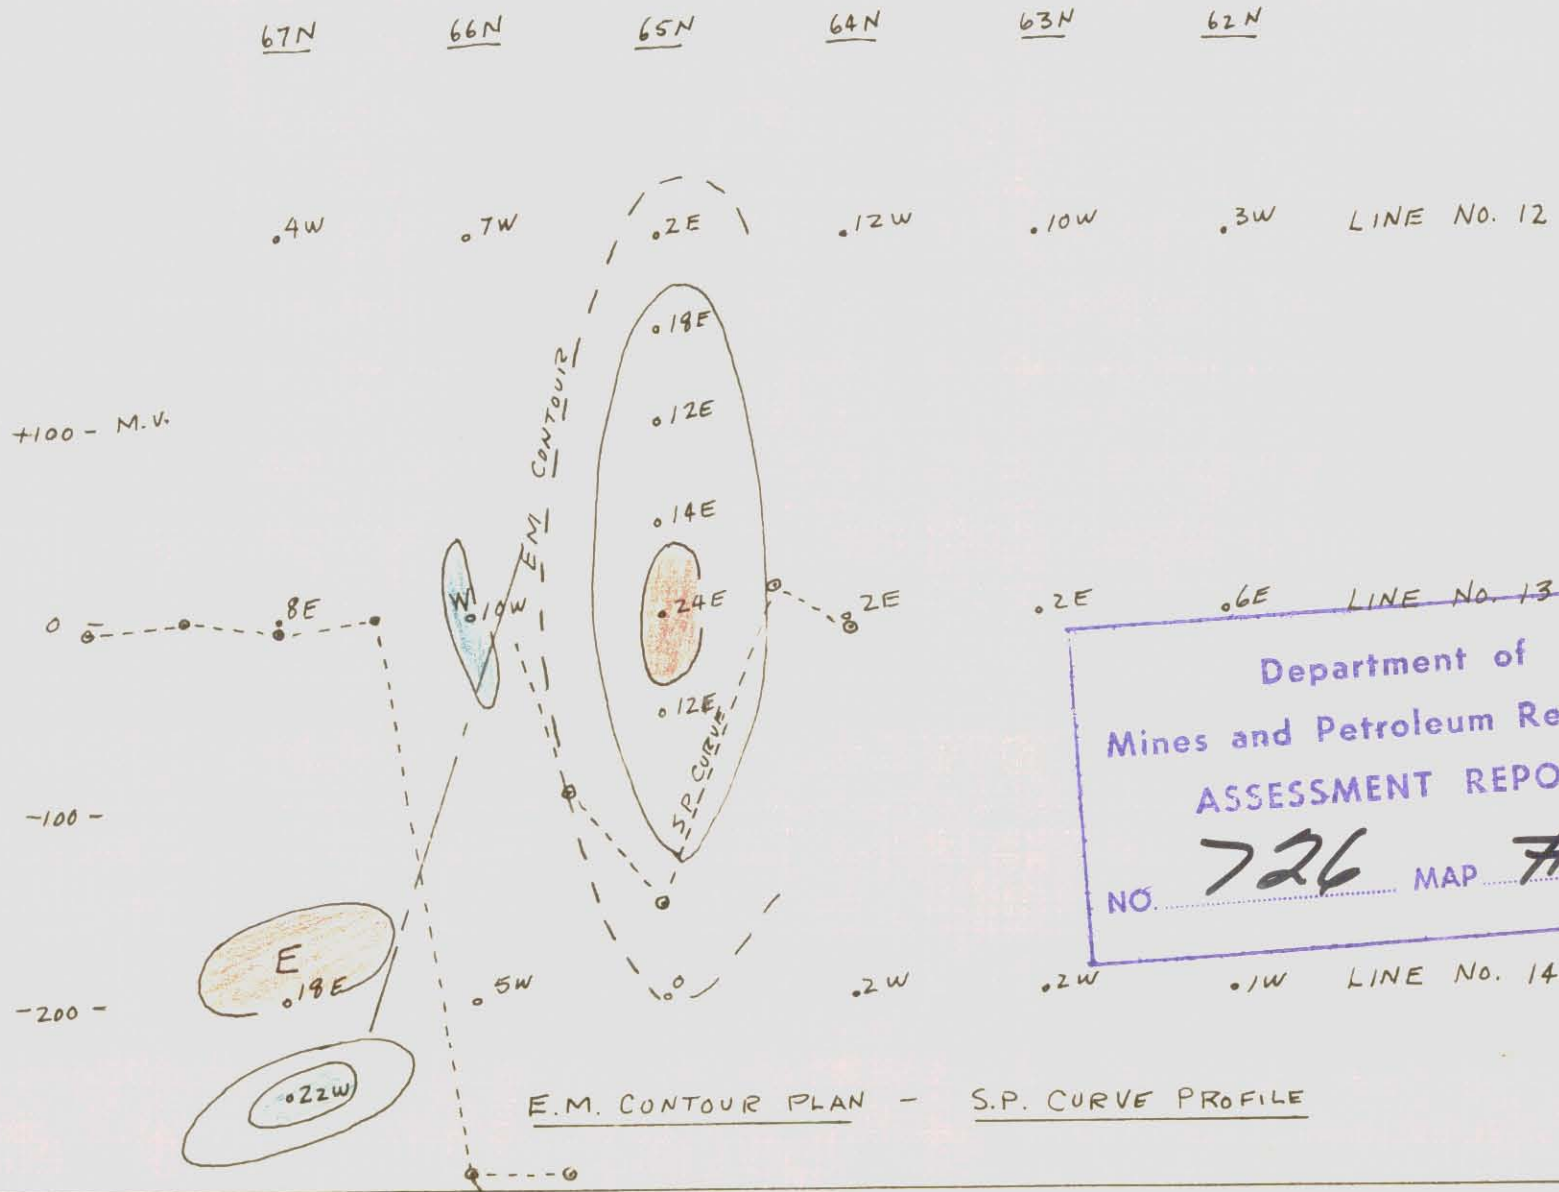 67N 66N 65N 64N 63N 62N
.4W .7W .2E .12W .10W .3W LINE NO. 12
18E
+100 - M.V.
12E
EM CONTOUR
14E
0 - .8E W 10W .24E 2E .2E .6E LINE NO. 13
12E
S.P. CURVE
-100 -
Department of
Mines and Petroleum Re
ASSESSMENT REPO
NO. 726 MAP
E
-200 - 18E 5W 0 .2W .2W .1W LINE NO. 14
.22W
E.M. CONTOUR PLAN - S.P. CURVE PROFILE